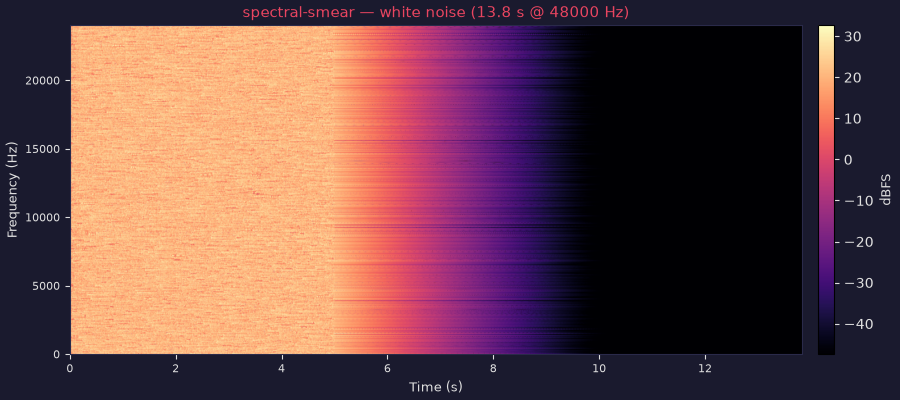 spectral-smear — white noise (13.8 s @ 48000 Hz)
Frequency (Hz)
20000
15000
10000
5000
0
0 2 4 6 8 10 12
Time (s)
30
20
10
0
−10
−20
−30
−40
dBFS